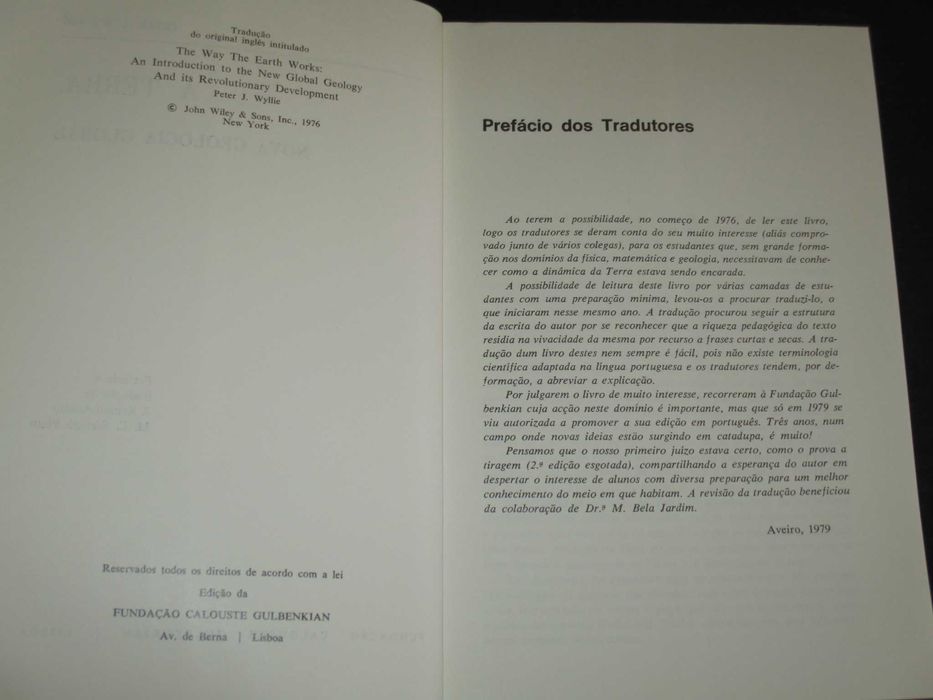 Tradução
do original inglês intitulado
The Way The Earth Works:
An Introduction to the New Global Geology
And its Revolutionary Development
Peter J. Wyllie
© John Wiley & Sons, Inc., 1976
New York
Reservados todos os direitos de acordo com a lei
Edição da
FUNDAÇÃO CALOUSTE GULBENKIAN
Av. de Berna | Lisboa
Prefácio dos Tradutores
Ao terem a possibilidade, no começo de 1976, de ler este livro,
logo os tradutores se deram conta do seu muito interesse (aliás compro-
vado junto de vários colegas), para os estudantes que, sem grande forma-
ção nos domínios da física, matemática e geologia, necessitavam de conhe-
cer como a dinâmica da Terra estava sendo encarada.
A possibilidade de leitura deste livro por várias camadas de estu-
dantes com uma preparação mínima, levou-os a procurar traduzi-lo, o
que iniciaram nesse mesmo ano. A tradução procurou seguir a estrutura
da escrita do autor por se reconhecer que a riqueza pedagógica do texto
residia na vivacidade da mesma por recurso a frases curtas e secas. A tra-
dução dum livro destes nem sempre é fácil, pois não existe terminologia
científica adaptada na língua portuguesa e os tradutores tendem, por de-
formação, a abreviar a explicação.
Por julgarem o livro de muito interesse, recorreram à Fundação Gul-
benkian cuja acção neste domínio é importante, mas que só em 1979 se
viu autorizada a promover a sua edição em português. Três anos, num
campo onde novas ideias estão surgindo em catadupa, é muito!
Pensamos que o nosso primeiro juízo estava certo, como o prova a
tiragem (2.ª edição esgotada), compartilhando a esperança do autor em
despertar o interesse de alunos com diversa preparação para um melhor
conhecimento do meio em que habitam. A revisão da tradução beneficiou
da colaboração de Dr.ª M. Bela Jardim.
Aveiro, 1979